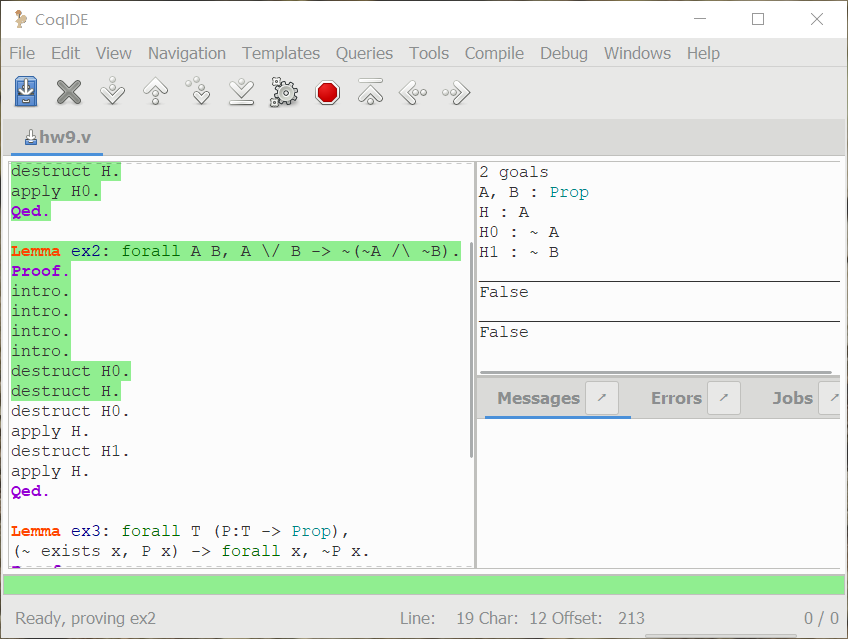 CoqIDE
File Edit View Navigation Templates Queries Tools Compile Debug Windows Help
hw9.v
destruct H.
apply H0.
Qed.
Lemma ex2: forall A B, A \/ B -> ~(~A /\ ~B).
Proof.
intro.
intro.
intro.
intro.
destruct H0.
destruct H.
destruct H0.
apply H.
destruct H1.
apply H.
Qed.
Lemma ex3: forall T (P:T -> Prop),
(~ exists x, P x) -> forall x, ~P x.
2 goals
A, B : Prop
H : A
H0 : ~ A
H1 : ~ B
False
False
Messages Errors Jobs
Ready, proving ex2 Line: 19 Char: 12 Offset: 213 0 / 0